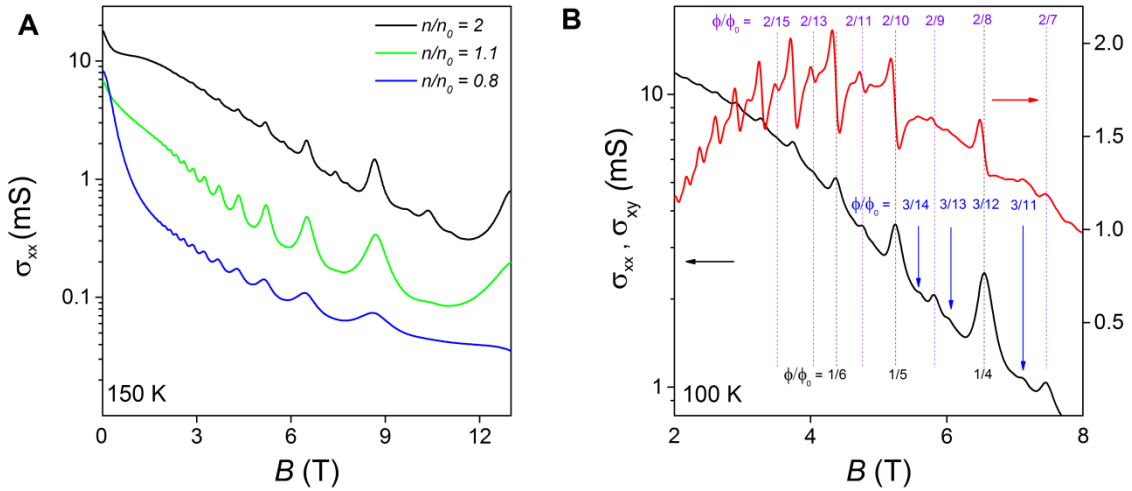 A
n/n₀ = 2
n/n₀ = 1.1
n/n₀ = 0.8
10
1
0.1
σxx (mS)
150 K
0 3 6 9 12
B (T)
B
ϕ/ϕ₀ = 2/15 2/13 2/11 2/10 2/9 2/8 2/7
2.0
1.5
1.0
0.5
10
1
σxx , σxy (mS)
ϕ/ϕ₀ = 3/14 3/13 3/12 3/11
ϕ/ϕ₀ = 1/6 1/5 1/4
100 K
2 4 6 8
B (T)